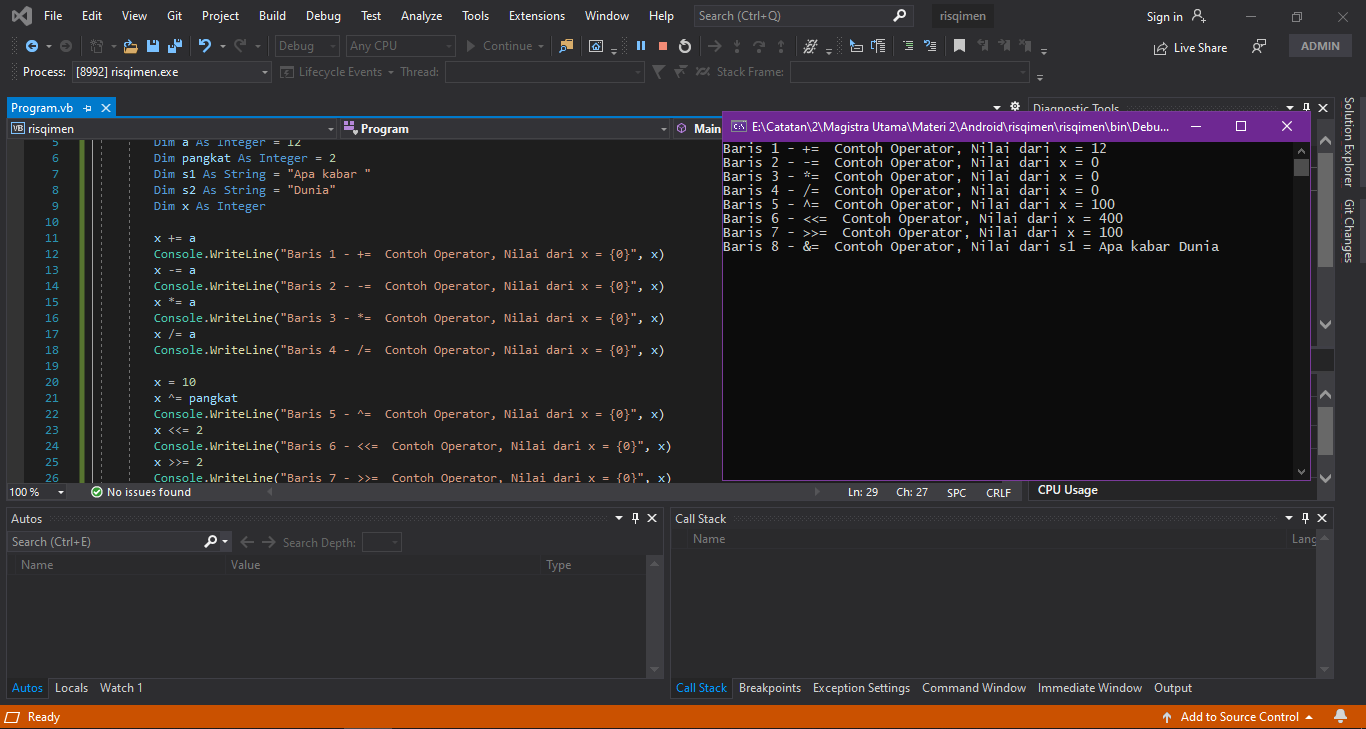 File Edit View Git Project Build Debug Test Analyze Tools Extensions Window Help Search (Ctrl+Q) risqimen Sign in
Debug Any CPU Continue Live Share ADMIN
Process: [8992] risqimen.exe Lifecycle Events Thread: Stack Frame:
Program.vb Diagnostic Tools
VB risqimen Program Main
E:\Catatan\2\Magistra Utama\Materi 2\Android\risqimen\risqimen\bin\Debu...
5 Dim a As Integer = 12
6 Dim pangkat As Integer = 2
7 Dim s1 As String = "Apa kabar "
8 Dim s2 As String = "Dunia"
9 Dim x As Integer
10
11 x += a
12 Console.WriteLine("Baris 1 - +=  Contoh Operator, Nilai dari x = {0}", x)
13 x -= a
14 Console.WriteLine("Baris 2 - -=  Contoh Operator, Nilai dari x = {0}", x)
15 x *= a
16 Console.WriteLine("Baris 3 - *=  Contoh Operator, Nilai dari x = {0}", x)
17 x /= a
18 Console.WriteLine("Baris 4 - /=  Contoh Operator, Nilai dari x = {0}", x)
19
20 x = 10
21 x ^= pangkat
22 Console.WriteLine("Baris 5 - ^=  Contoh Operator, Nilai dari x = {0}", x)
23 x <<= 2
24 Console.WriteLine("Baris 6 - <<=  Contoh Operator, Nilai dari x = {0}", x)
25 x >>= 2
26 Console.WriteLine("Baris 7 - >>=  Contoh Operator, Nilai dari x = {0}", x)
Baris 1 - +=  Contoh Operator, Nilai dari x = 12
Baris 2 - -=  Contoh Operator, Nilai dari x = 0
Baris 3 - *=  Contoh Operator, Nilai dari x = 0
Baris 4 - /=  Contoh Operator, Nilai dari x = 0
Baris 5 - ^=  Contoh Operator, Nilai dari x = 100
Baris 6 - <<=  Contoh Operator, Nilai dari x = 400
Baris 7 - >>=  Contoh Operator, Nilai dari x = 100
Baris 8 - &=  Contoh Operator, Nilai dari s1 = Apa kabar Dunia
Solution Explorer
Git Changes
100 % No issues found Ln: 29 Ch: 27 SPC CRLF
CPU Usage
Autos
Search (Ctrl+E) Search Depth:
Name Value Type
Call Stack
Name Lang
Autos Locals Watch 1
Call Stack Breakpoints Exception Settings Command Window Immediate Window Output
Ready Add to Source Control